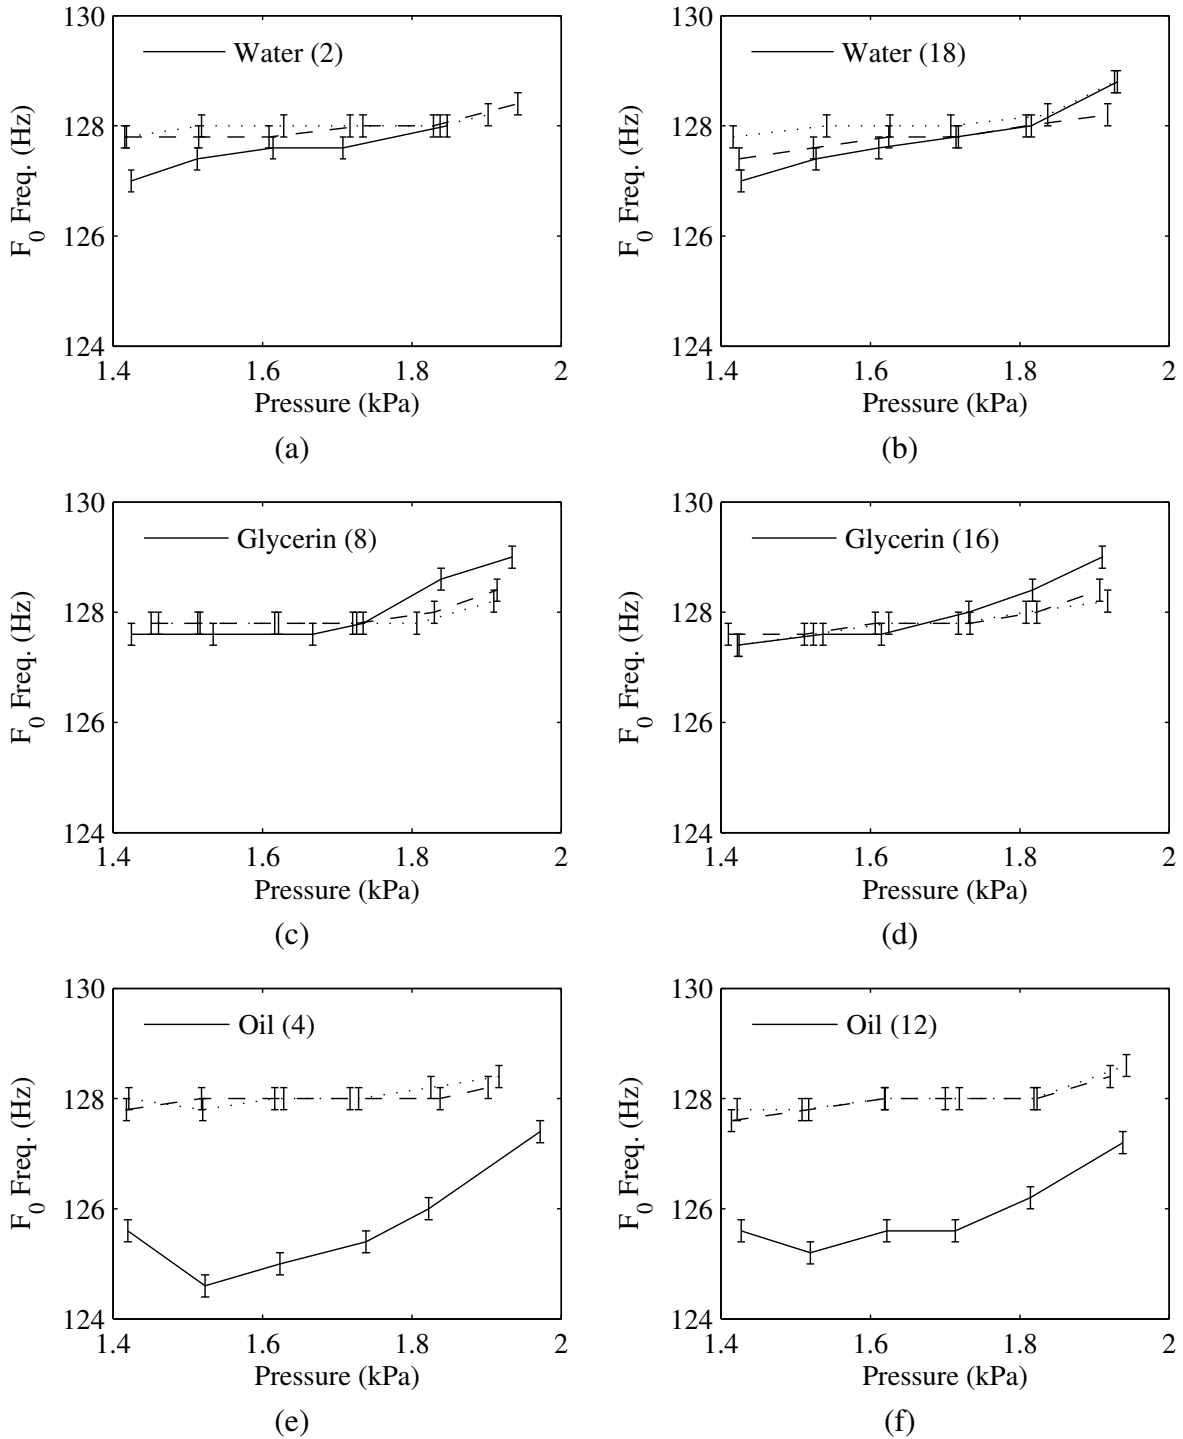 130
128
126
124
F0 Freq. (Hz)
Water (2)
1.4 1.6 1.8 2
Pressure (kPa)
(a)
130
128
126
124
F0 Freq. (Hz)
Water (18)
1.4 1.6 1.8 2
Pressure (kPa)
(b)
130
128
126
124
F0 Freq. (Hz)
Glycerin (8)
1.4 1.6 1.8 2
Pressure (kPa)
(c)
130
128
126
124
F0 Freq. (Hz)
Glycerin (16)
1.4 1.6 1.8 2
Pressure (kPa)
(d)
130
128
126
124
F0 Freq. (Hz)
Oil (4)
1.4 1.6 1.8 2
Pressure (kPa)
(e)
130
128
126
124
F0 Freq. (Hz)
Oil (12)
1.4 1.6 1.8 2
Pressure (kPa)
(f)